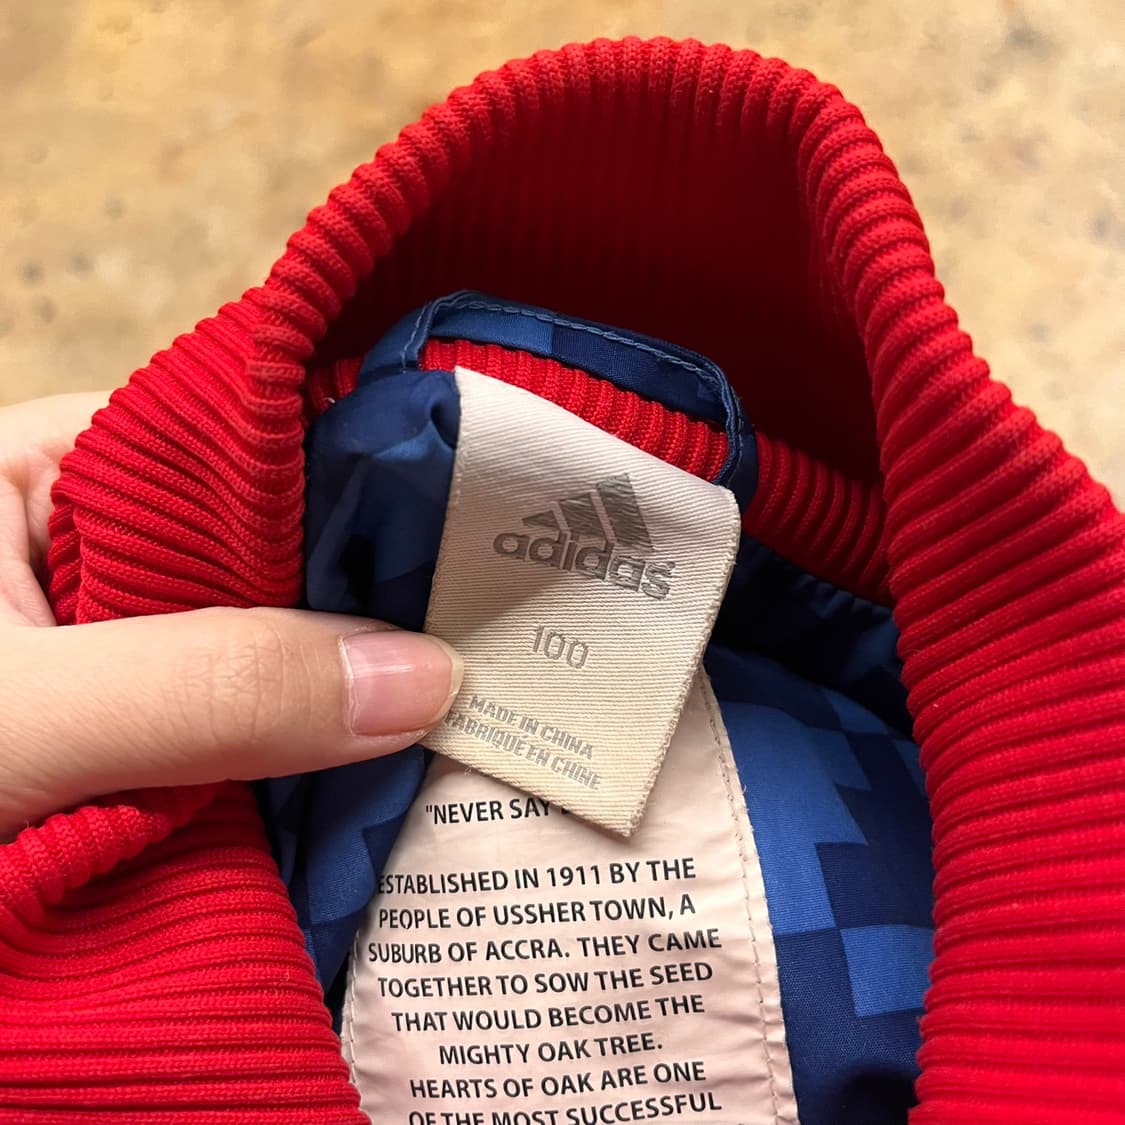 adidas
100
MADE IN CHINA
FABRIQUÉ EN CHINE
"NEVER SAY
ESTABLISHED IN 1911 BY THE
PEOPLE OF USSHER TOWN, A
SUBURB OF ACCRA. THEY CAME
TOGETHER TO SOW THE SEED
THAT WOULD BECOME THE
MIGHTY OAK TREE.
HEARTS OF OAK ARE ONE
OF THE MOST SUCCESSFUL